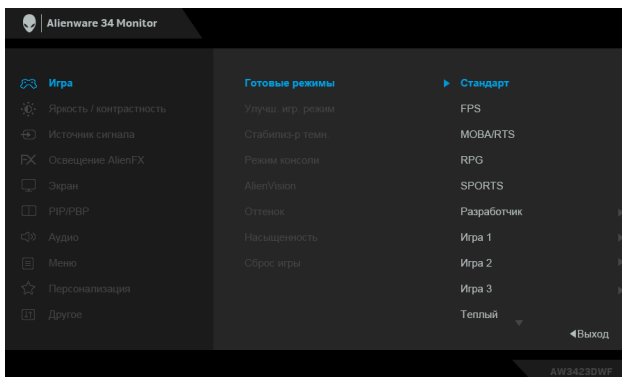 Alienware 34 Monitor
Игра
Яркость / контрастность
Источник сигнала
Освещение AlienFX
Экран
PIP/PBP
Аудио
Меню
Персонализация
Другое
Готовые режимы
Улучш. игр. режим
Стабилиз-р темн.
Режим консоли
AlienVision
Оттенок
Насыщенность
Сброс игры
Стандарт
FPS
MOBA/RTS
RPG
SPORTS
Разработчик
Игра 1
Игра 2
Игра 3
Теплый
Выход
AW3423DWF